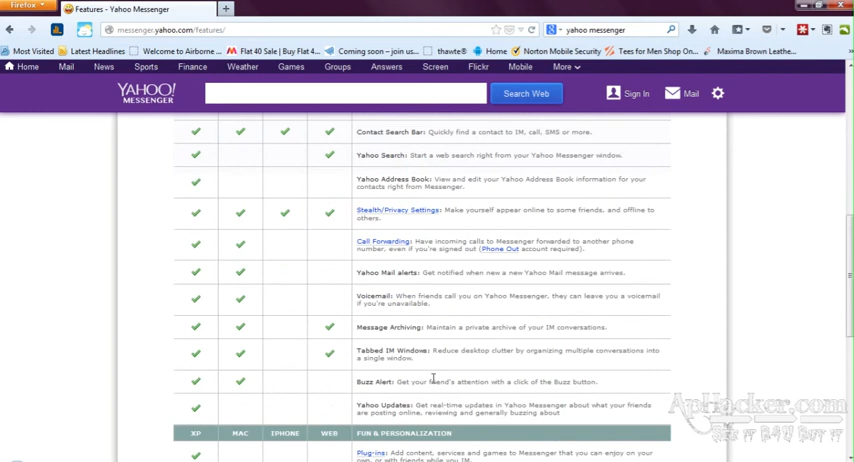 Firefox
Features - Yahoo Messenger
messenger.yahoo.com/features/
yahoo messenger
Most Visited Latest Headlines Welcome to Airborne ... Flat 40 Sale | Buy Flat 4... Coming soon – join us... thawte® Home Norton Mobile Security Tees for Men Shop On... Maxima Brown Leathe...
Home Mail News Sports Finance Weather Games Groups Answers Screen Flickr Mobile More
YAHOO!
MESSENGER
Search Web
Sign In
Mail
Contact Search Bar: Quickly find a contact to IM, call, SMS or more.
Yahoo Search: Start a web search right from your Yahoo Messenger window.
Yahoo Address Book: View and edit your Yahoo Address Book information for your
contacts right from Messenger.
Stealth/Privacy Settings: Make yourself appear online to some friends, and offline to
others.
Call Forwarding: Have incoming calls to Messenger forwarded to another phone
number, even if you're signed out (Phone Out account required).
Yahoo Mail alerts: Get notified when new a new Yahoo Mail message arrives.
Voicemail: When friends call you on Yahoo Messenger, they can leave you a voicemail
if you're unavailable.
Message Archiving: Maintain a private archive of your IM conversations.
Tabbed IM Windows: Reduce desktop clutter by organizing multiple conversations into
a single window.
Buzz Alert: Get your friend's attention with a click of the Buzz button.
Yahoo Updates: Get real-time updates in Yahoo Messenger about what your friends
are posting online, reviewing and generally buzzing about
ApHacker.com
XP MAC IPHONE WEB FUN & PERSONALIZATION
Plug-ins: Add content, services and games to Messenger that you can enjoy on your
own, or with friends while you IM.